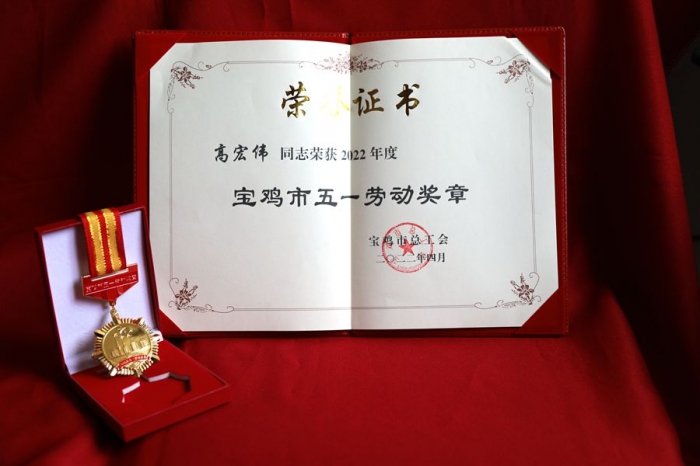 荣誉证书
高宏伟 同志荣获2022年度
宝鸡市五一劳动奖章
宝鸡市总工会
二〇二二年四月